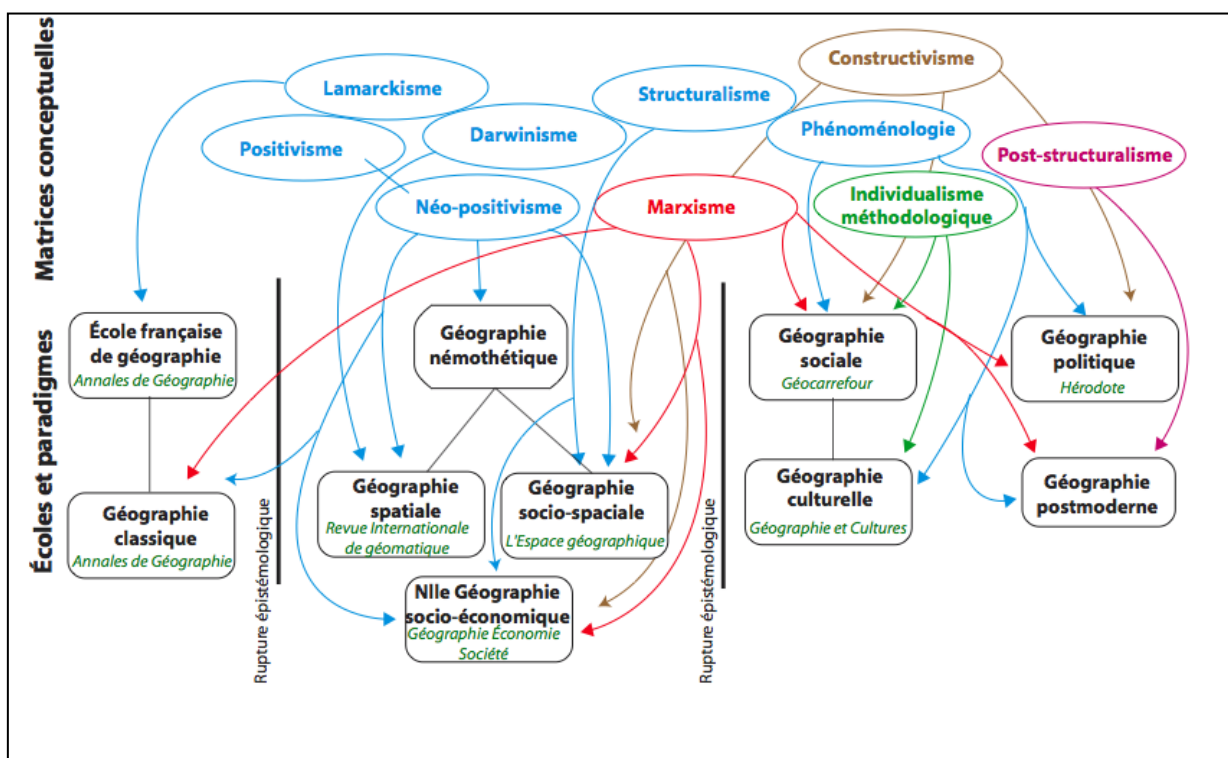 Matrices conceptuelles
Constructivisme
Lamarckisme
Structuralisme
Darwinisme
Phénoménologie
Positivisme
Post-structuralisme
Individualisme
méthodologique
Néo-positivisme
Marxisme
Écoles et paradigmes
École française
de géographie
Annales de Géographie
Géographie
némothétique
Géographie
sociale
Géocarrefour
Géographie
politique
Hérodote
Géographie
classique
Annales de Géographie
Rupture épistémologique
Géographie
spatiale
Revue Internationale
de géomatique
Géographie
socio-spaciale
L'Espace géographique
Rupture épistémologique
Géographie
culturelle
Géographie et Cultures
Géographie
postmoderne
Nlle Géographie
socio-économique
Géographie Économie
Société